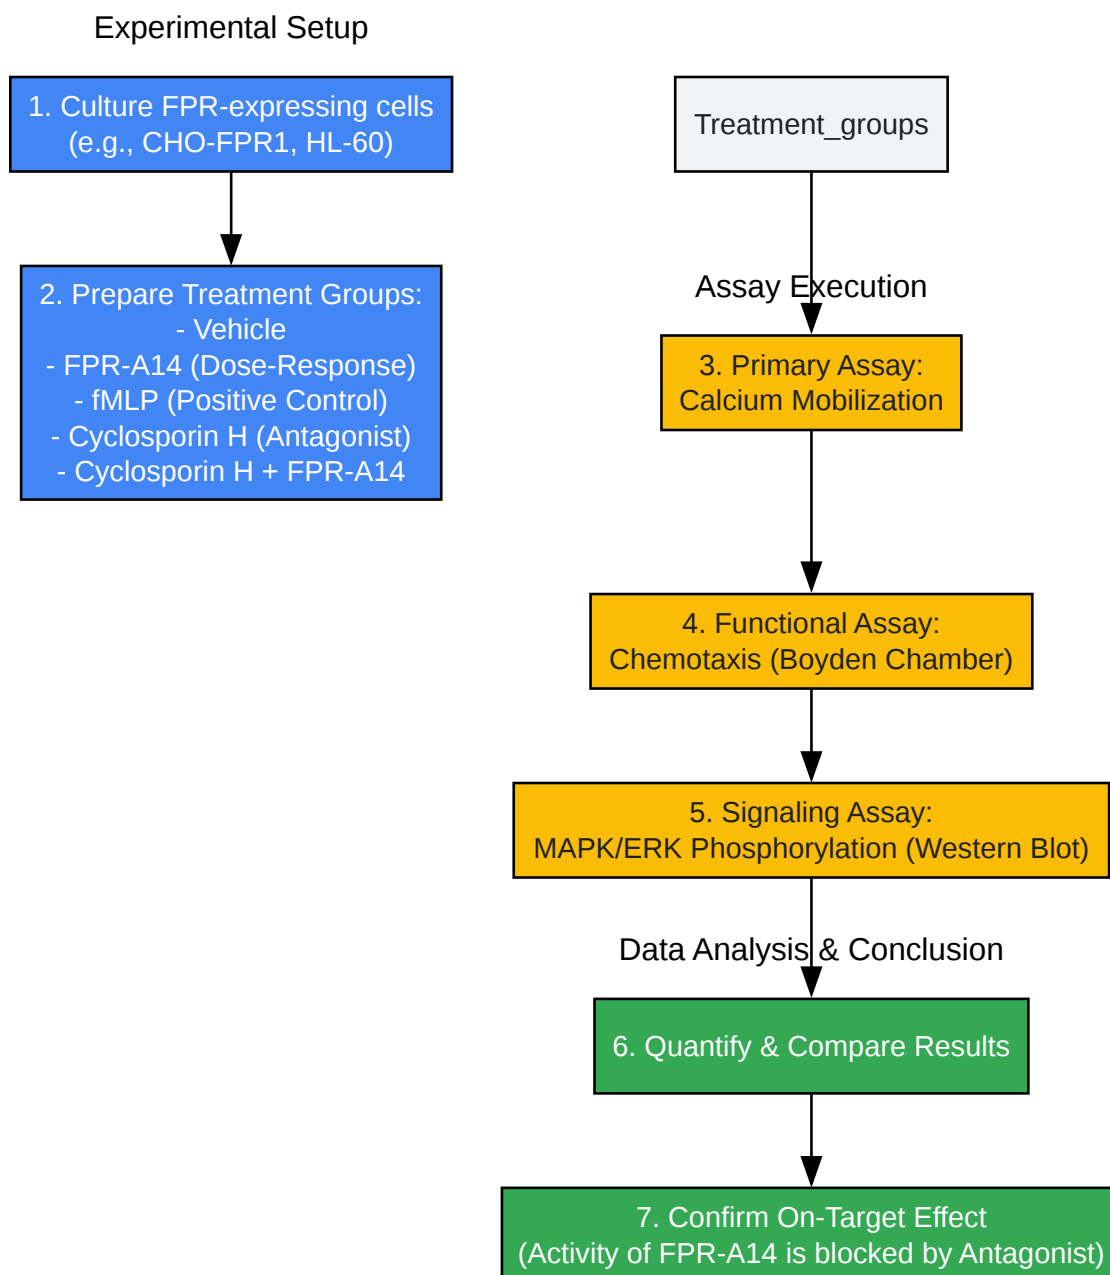 Experimental Setup
1. Culture FPR-expressing cells
(e.g., CHO-FPR1, HL-60)
2. Prepare Treatment Groups:
- Vehicle
- FPR-A14 (Dose-Response)
- fMLP (Positive Control)
- Cyclosporin H (Antagonist)
- Cyclosporin H + FPR-A14
Treatment_groups
Assay Execution
3. Primary Assay:
Calcium Mobilization
4. Functional Assay:
Chemotaxis (Boyden Chamber)
5. Signaling Assay:
MAPK/ERK Phosphorylation (Western Blot)
Data Analysis & Conclusion
6. Quantify & Compare Results
7. Confirm On-Target Effect
(Activity of FPR-A14 is blocked by Antagonist)